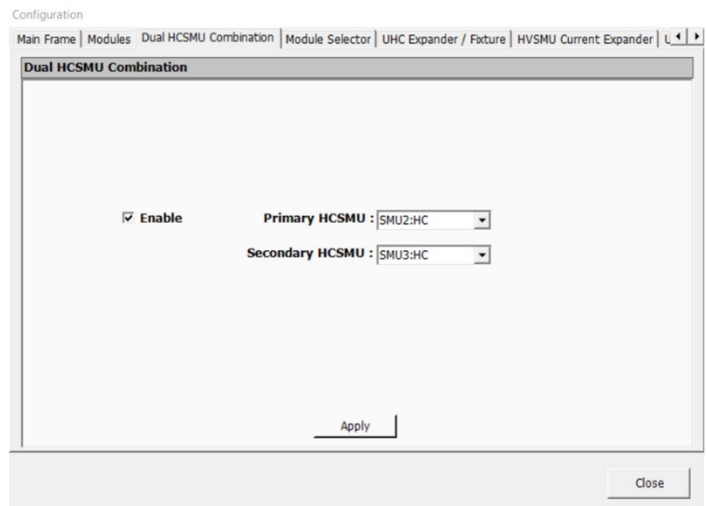 Configuration
Main Frame Modules Dual HCSMU Combination Module Selector UHC Expander / Fixture HVSMU Current Expander
Dual HCSMU Combination
Enable Primary HCSMU : SMU2:HC
Secondary HCSMU : SMU3:HC
Apply
Close